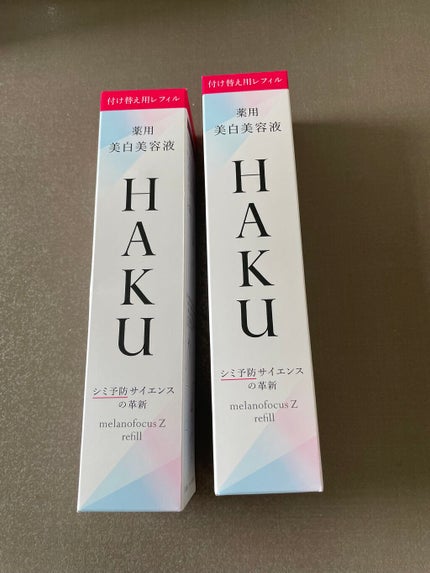 付け替え用レフィル
薬用
美白美容液
HAKU
シミ予防サイエンス
の革新
melanofocus Z
refill
付け替え用レフィル
薬用
美白美容液
HAKU
シミ予防サイエンス
の革新
melanofocus Z
refill